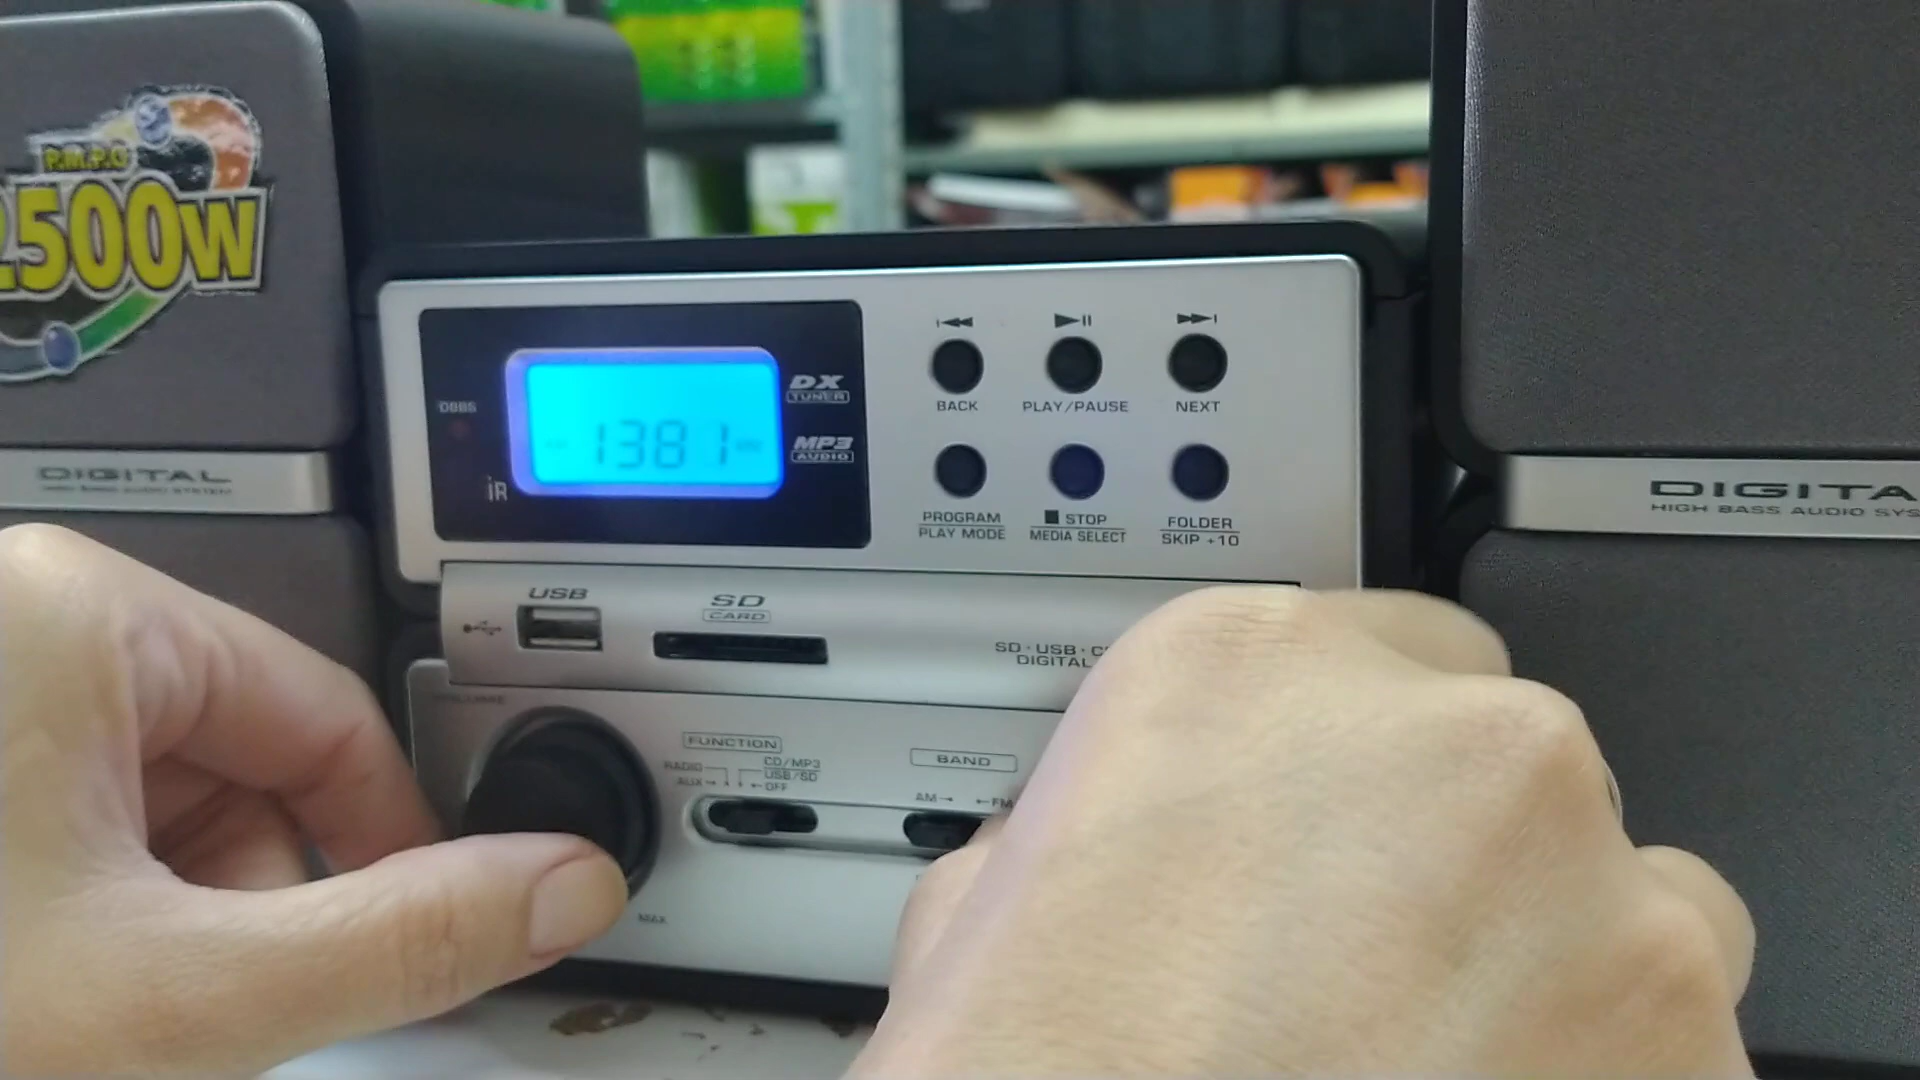 P.M.P.O
2500W
DIGITAL
DBBS
iR
1381
DX
TUNER
MP3
AUDIO
BACK
PLAY/PAUSE
NEXT
PROGRAM
PLAY MODE
STOP
MEDIA SELECT
FOLDER
SKIP +10
DIGITA
HIGH BASS AUDIO SYS
USB
SD
CARD
SD · USB ·
DIGITAL
VOLUME
MAX
FUNCTION
RADIO
AUX
CD/MP3
USB/SD
OFF
BAND
AM
FM